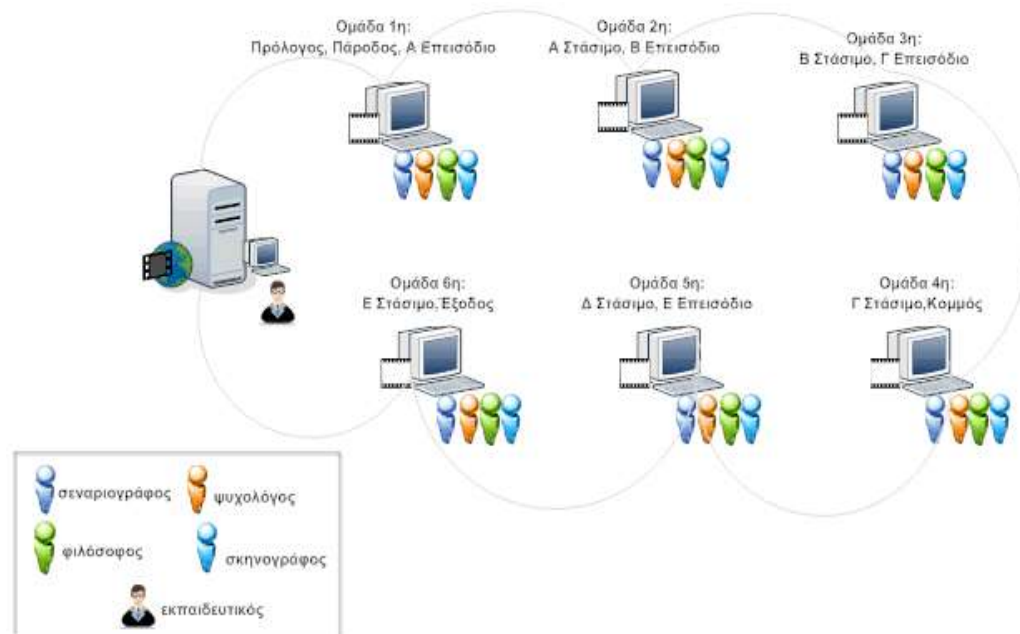 Ομάδα 1η:
Πρόλογος, Πάροδος, Α Επεισόδιο
Ομάδα 2η:
Α Στάσιμο, Β Επεισόδιο
Ομάδα 3η:
Β Στάσιμο, Γ Επεισόδιο
Ομάδα 6η:
Ε Στάσιμο, Έξοδος
Ομάδα 5η:
Δ Στάσιμο, Ε Επεισόδιο
Ομάδα 4η:
Γ Στάσιμο,Κομμός
σεναριογράφος
ψυχολόγος
φιλόσοφος
σκηνογράφος
εκπαιδευτικός